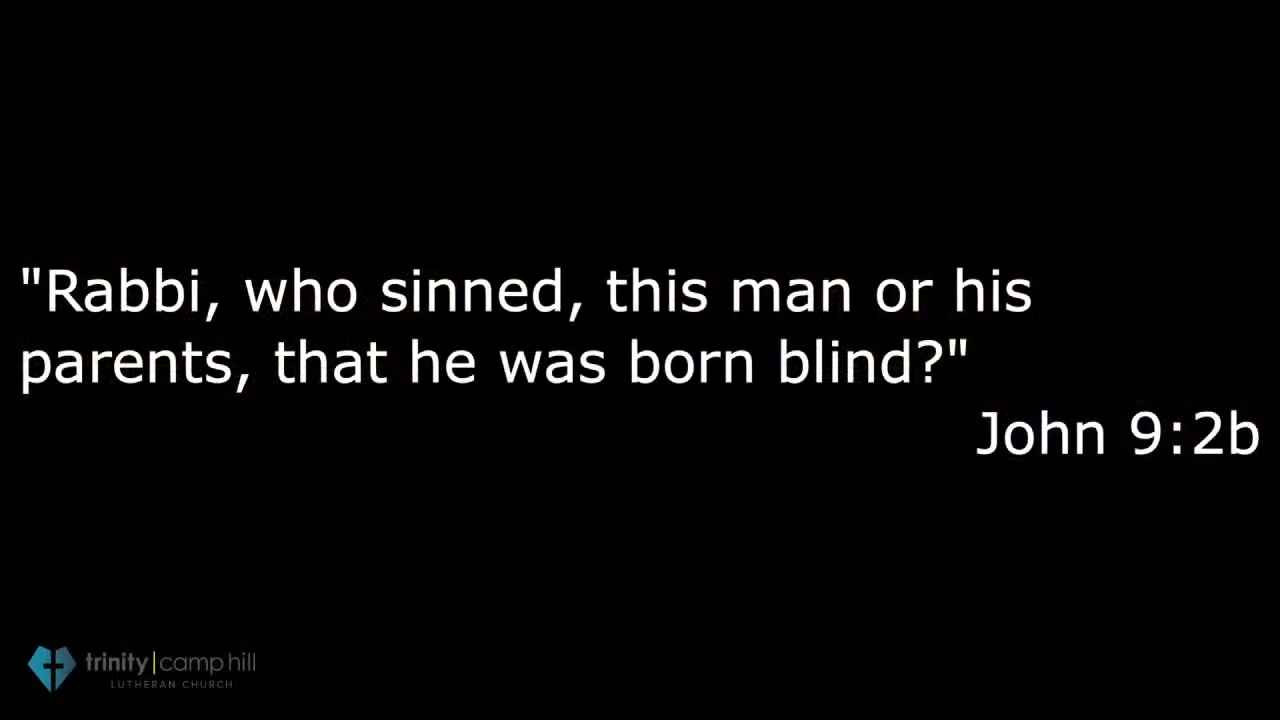 "Rabbi, who sinned, this man or his
parents, that he was born blind?"
John 9:2b
trinity|camp hill
LUTHERAN CHURCH